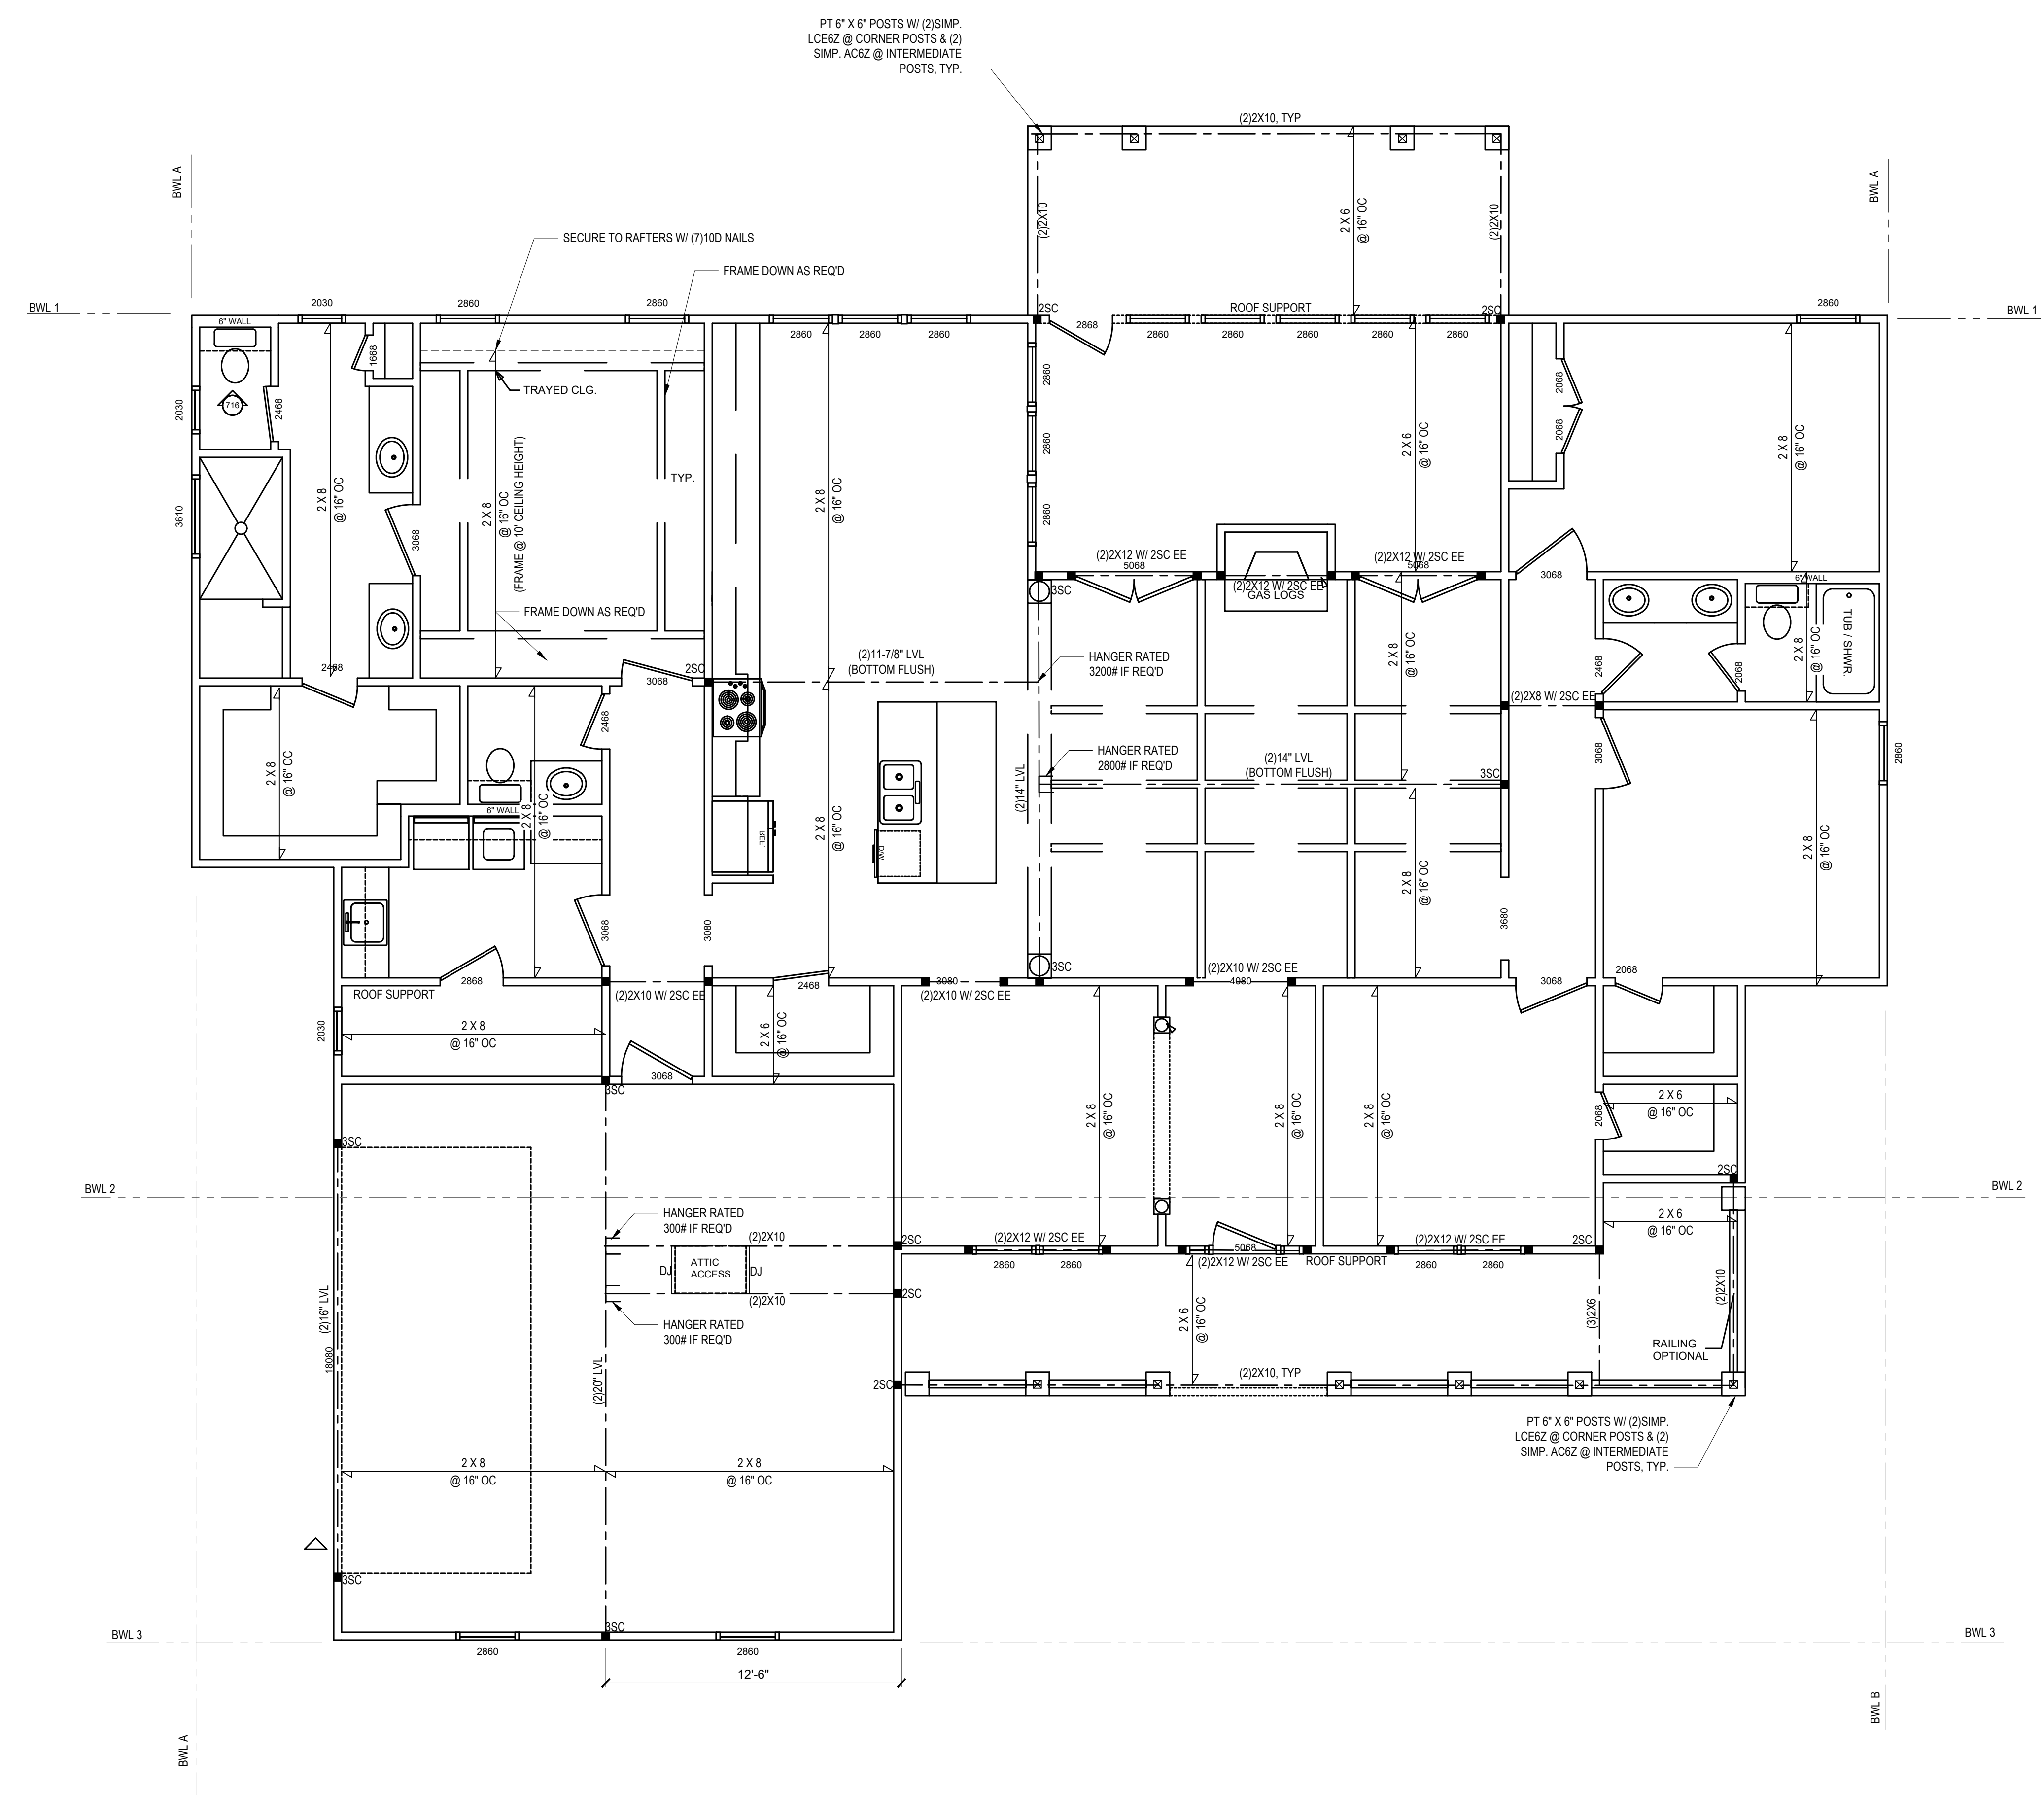 PT 6" X 6" POSTS W/ (2)SIMP.
LCE6Z @ CORNER POSTS & (2)
SIMP. AC6Z @ INTERMEDIATE
POSTS, TYP.
(2)2X10, TYP
BWL A
BWL A
(2)2X10
2 X 6
@ 16" OC
(2)2X10
SECURE TO RAFTERS W/ (7)10D NAILS
FRAME DOWN AS REQ'D
BWL 1
2030
2860
2860
2SC
ROOF SUPPORT
2SC
2860
BWL 1
6" WALL
2868
2860
2860
2860
2860
2860
2860
2860
2860
1668
2860
TRAYED CLG.
2068
2030
716
2468
2860
2068
2 X 6
@ 16" OC
2 X 8
@ 16" OC
TYP.
3610
2 X 8
@ 16" OC
3068
2 X 8
@ 16" OC
(FRAME @ 10' CEILING HEIGHT)
2 X 8
@ 16" OC
2860
(2)2X12 W/ 2SC EE
5068
(2)2X12 W/ 2SC EE
5068
3068
6" WALL
(2)2X12 W/ 2SC EE
GAS LOGS
3SC
FRAME DOWN AS REQ'D
TUB / SHWR.
2468
3068
2SC
(2)11-7/8" LVL
(BOTTOM FLUSH)
HANGER RATED
3200# IF REQ'D
2 X 8
@ 16" OC
2468
2068
2 X 8
@ 16" OC
(2)2X8 W/ 2SC EE
2468
3068
2860
HANGER RATED
2800# IF REQ'D
(2)14" LVL
(BOTTOM FLUSH)
3SC
2 X 8
@ 16" OC
(2)14" LVL
6" WALL
2 X 8
@ 16" OC
REF.
2 X 8
@ 16" OC
D/W
2 X 8
@ 16" OC
2 X 8
@ 16" OC
3068
3080
3680
3SC
2868
ROOF SUPPORT
(2)2X10 W/ 2SC EE
2468
3080
(2)2X10 W/ 2SC EE
(2)2X10 W/ 2SC EE
4080
3068
2068
2030
2 X 8
@ 16" OC
2 X 6
@ 16" OC
3068
3SC
2 X 8
@ 16" OC
2 X 8
@ 16" OC
2 X 8
@ 16" OC
2068
2 X 6
@ 16" OC
3SC
2SC
BWL 2
BWL 2
HANGER RATED
300# IF REQ'D
(2)2X10
2SC
(2)2X12 W/ 2SC EE
5068
(2)2X12 W/ 2SC EE
2SC
2 X 6
@ 16" OC
2860
2860
(2)2X12 W/ 2SC EE
ROOF SUPPORT
2860
2860
DJ
ATTIC
ACCESS
DJ
(2)2X10
2SC
(2)2X10
(3)2X6
(2)16" LVL
18080
HANGER RATED
300# IF REQ'D
2 X 6
@ 16" OC
RAILING
OPTIONAL
(2)20" LVL
2SC
(2)2X10, TYP
PT 6" X 6" POSTS W/ (2)SIMP.
LCE6Z @ CORNER POSTS & (2)
SIMP. AC6Z @ INTERMEDIATE
POSTS, TYP.
2 X 8
@ 16" OC
2 X 8
@ 16" OC
3SC
3SC
BWL 3
BWL 3
2860
2860
12'-6"
BWL A
BWL B